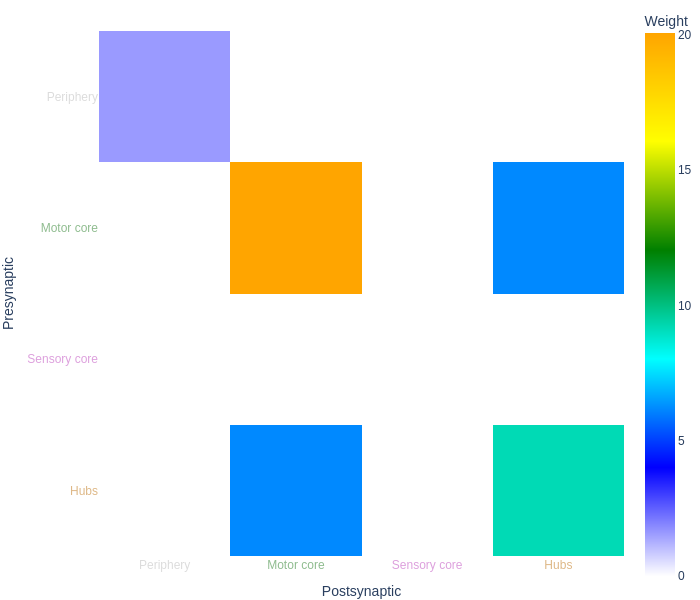 Weight
20
15
10
5
0
Presynaptic
Periphery
Motor core
Sensory core
Hubs
Periphery Motor core Sensory core Hubs
Postsynaptic